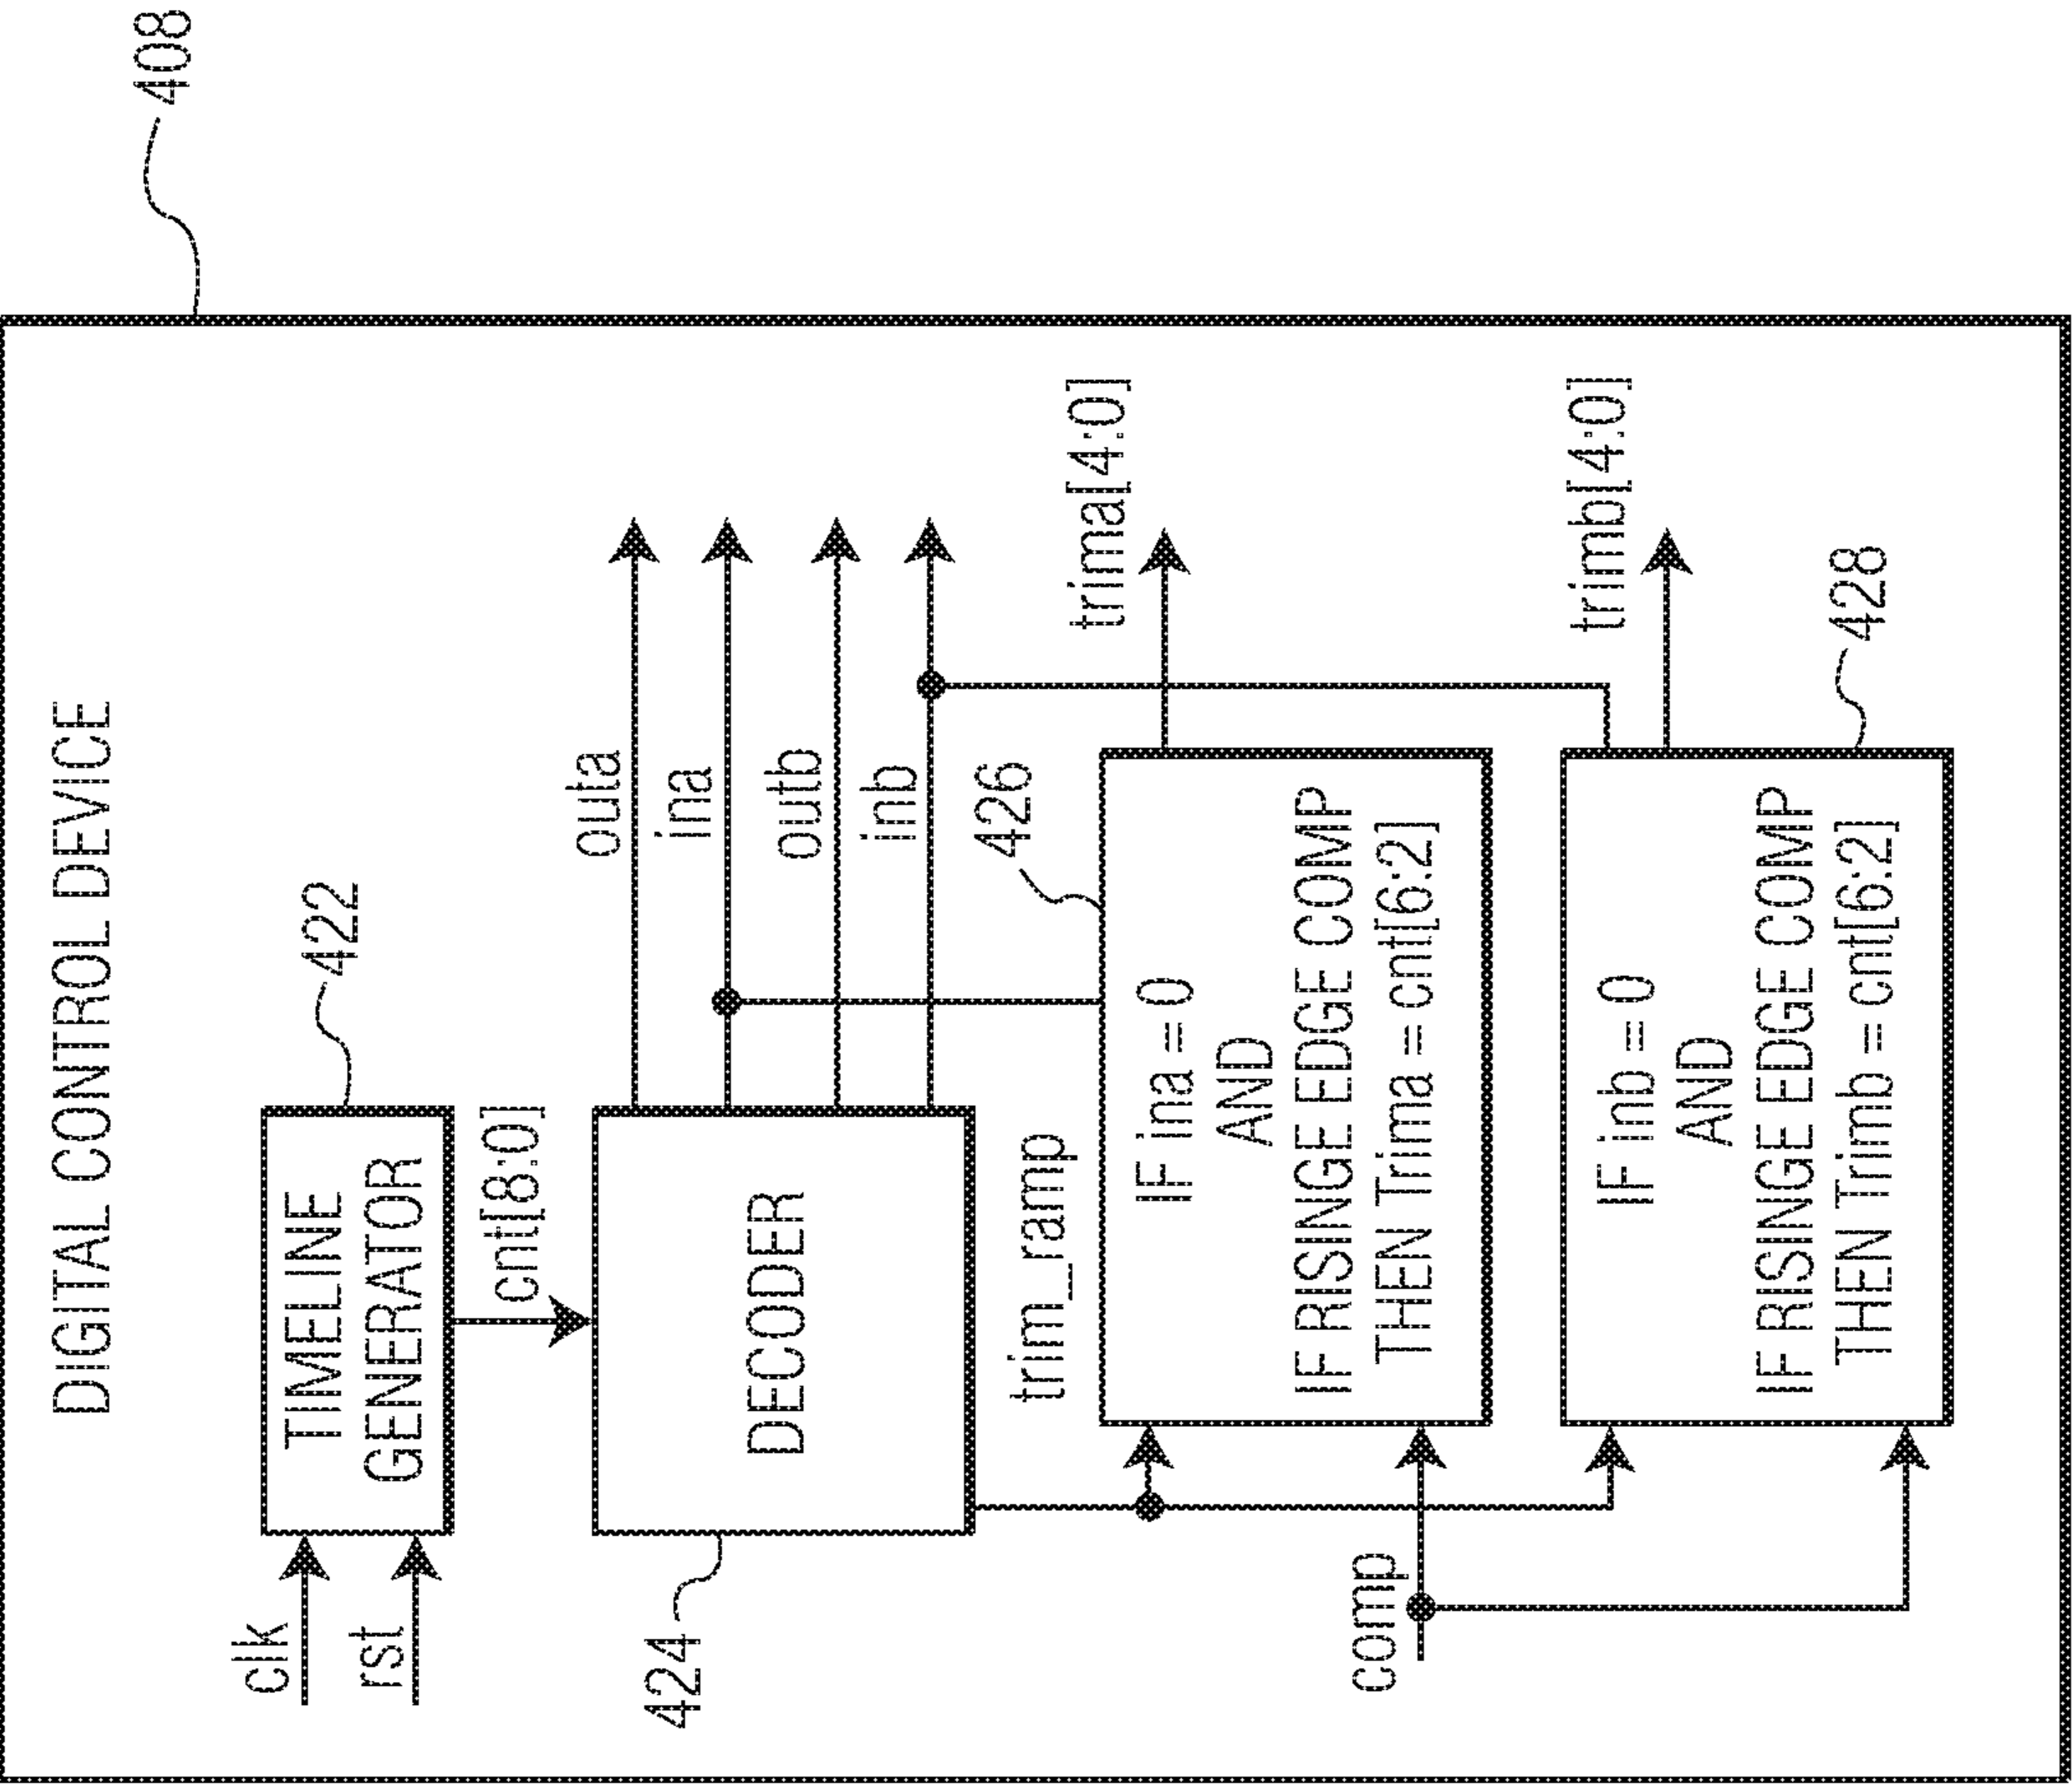 DIGITAL CONTROL DEVICE
408
clk
rst
TIMELINE
GENERATOR
422
cnt[8:0]
424
DECODER
outa
ina
outb
inb
trim_ramp
426
comp
IF ina = 0
AND
IF RISINGE EDGE COMP
THEN Trima = cnt[6:2]
trima[4:0]
IF inb = 0
AND
IF RISINGE EDGE COMP
THEN Trimb = cnt[6:2]
trimb[4:0]
428